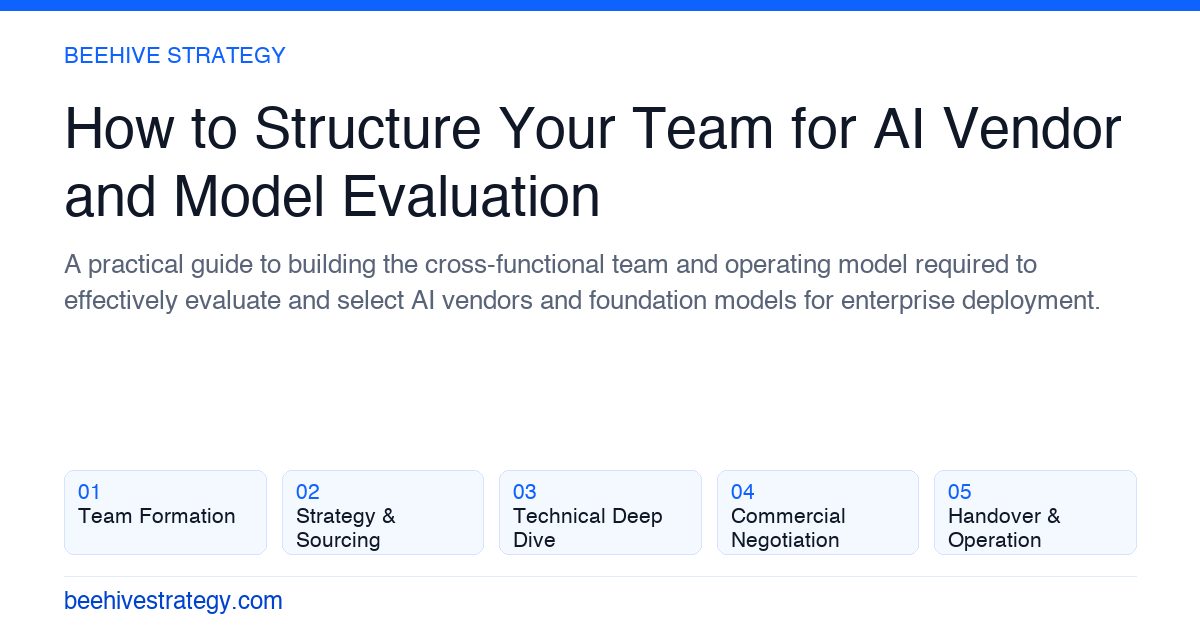 BEEHIVE STRATEGY
How to Structure Your Team for AI Vendor
and Model Evaluation
A practical guide to building the cross-functional team and operating model required to
effectively evaluate and select AI vendors and foundation models for enterprise deployment.
01
Team Formation
02
Strategy &
Sourcing
03
Technical Deep
Dive
04
Commercial
Negotiation
05
Handover &
Operation
beehivestrategy.com